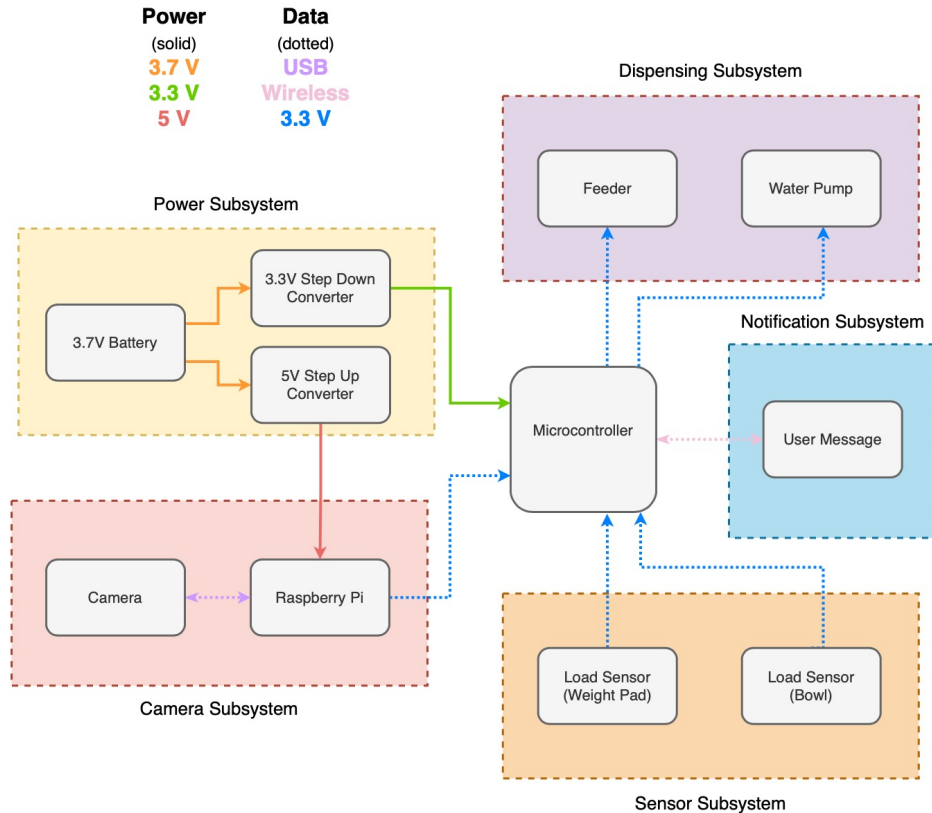 Power
(solid)
3.7 V
3.3 V
5 V
Data
(dotted)
USB
Wireless
3.3 V
Dispensing Subsystem
Feeder
Water Pump
Power Subsystem
3.7V Battery
3.3V Step Down
Converter
5V Step Up
Converter
Notification Subsystem
Microcontroller
User Message
Camera
Raspberry Pi
Camera Subsystem
Load Sensor
(Weight Pad)
Load Sensor
(Bowl)
Sensor Subsystem